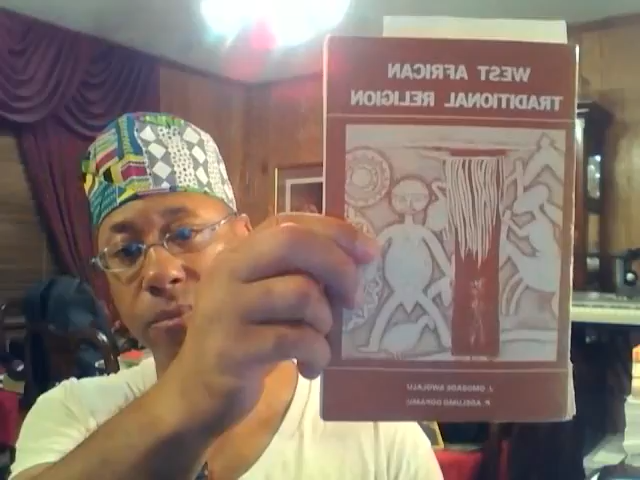 WEST AFRICAN
TRADITIONAL RELIGION
J. OMOSADE AWOLALU
P. ADELUMO DOPAMU